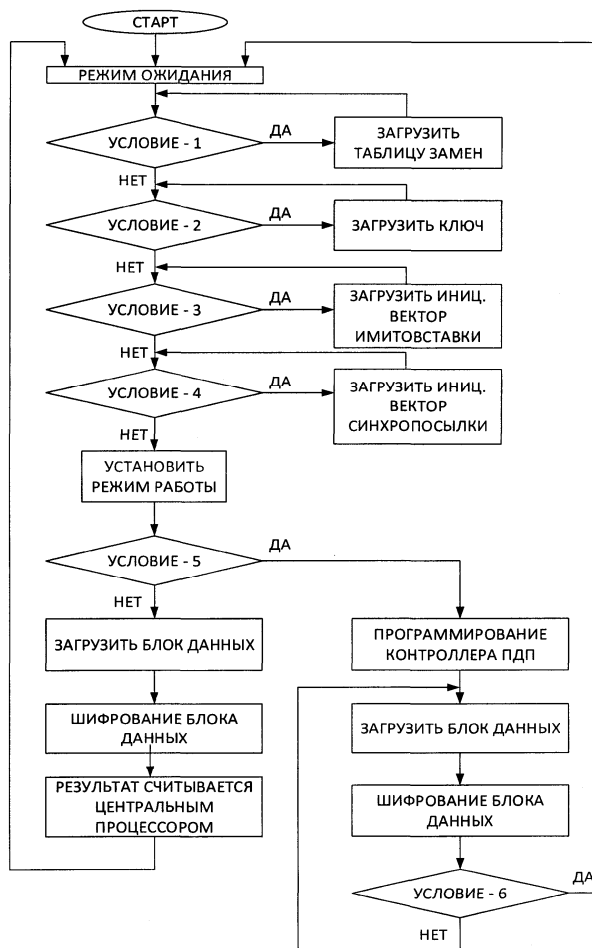 СТАРТ
РЕЖИМ ОЖИДАНИЯ
УСЛОВИЕ - 1
ДА
ЗАГРУЗИТЬ
ТАБЛИЦУ ЗАМЕН
НЕТ
УСЛОВИЕ - 2
ДА
ЗАГРУЗИТЬ КЛЮЧ
НЕТ
УСЛОВИЕ - 3
ДА
ЗАГРУЗИТЬ ИНИЦ.
ВЕКТОР
ИМИТОВСТАВКИ
НЕТ
УСЛОВИЕ - 4
ДА
ЗАГРУЗИТЬ ИНИЦ.
ВЕКТОР
СИНХРОПОСЫЛКИ
НЕТ
УСТАНОВИТЬ
РЕЖИМ РАБОТЫ
УСЛОВИЕ - 5
ДА
НЕТ
ЗАГРУЗИТЬ БЛОК ДАННЫХ
ШИФРОВАНИЕ БЛОКА
ДАННЫХ
РЕЗУЛЬТАТ СЧИТЫВАЕТСЯ
ЦЕНТРАЛЬНЫМ
ПРОЦЕССОРОМ
ПРОГРАММИРОВАНИЕ
КОНТРОЛЛЕРА ПДП
ЗАГРУЗИТЬ БЛОК ДАННЫХ
ШИФРОВАНИЕ БЛОКА
ДАННЫХ
УСЛОВИЕ - 6
ДА
НЕТ